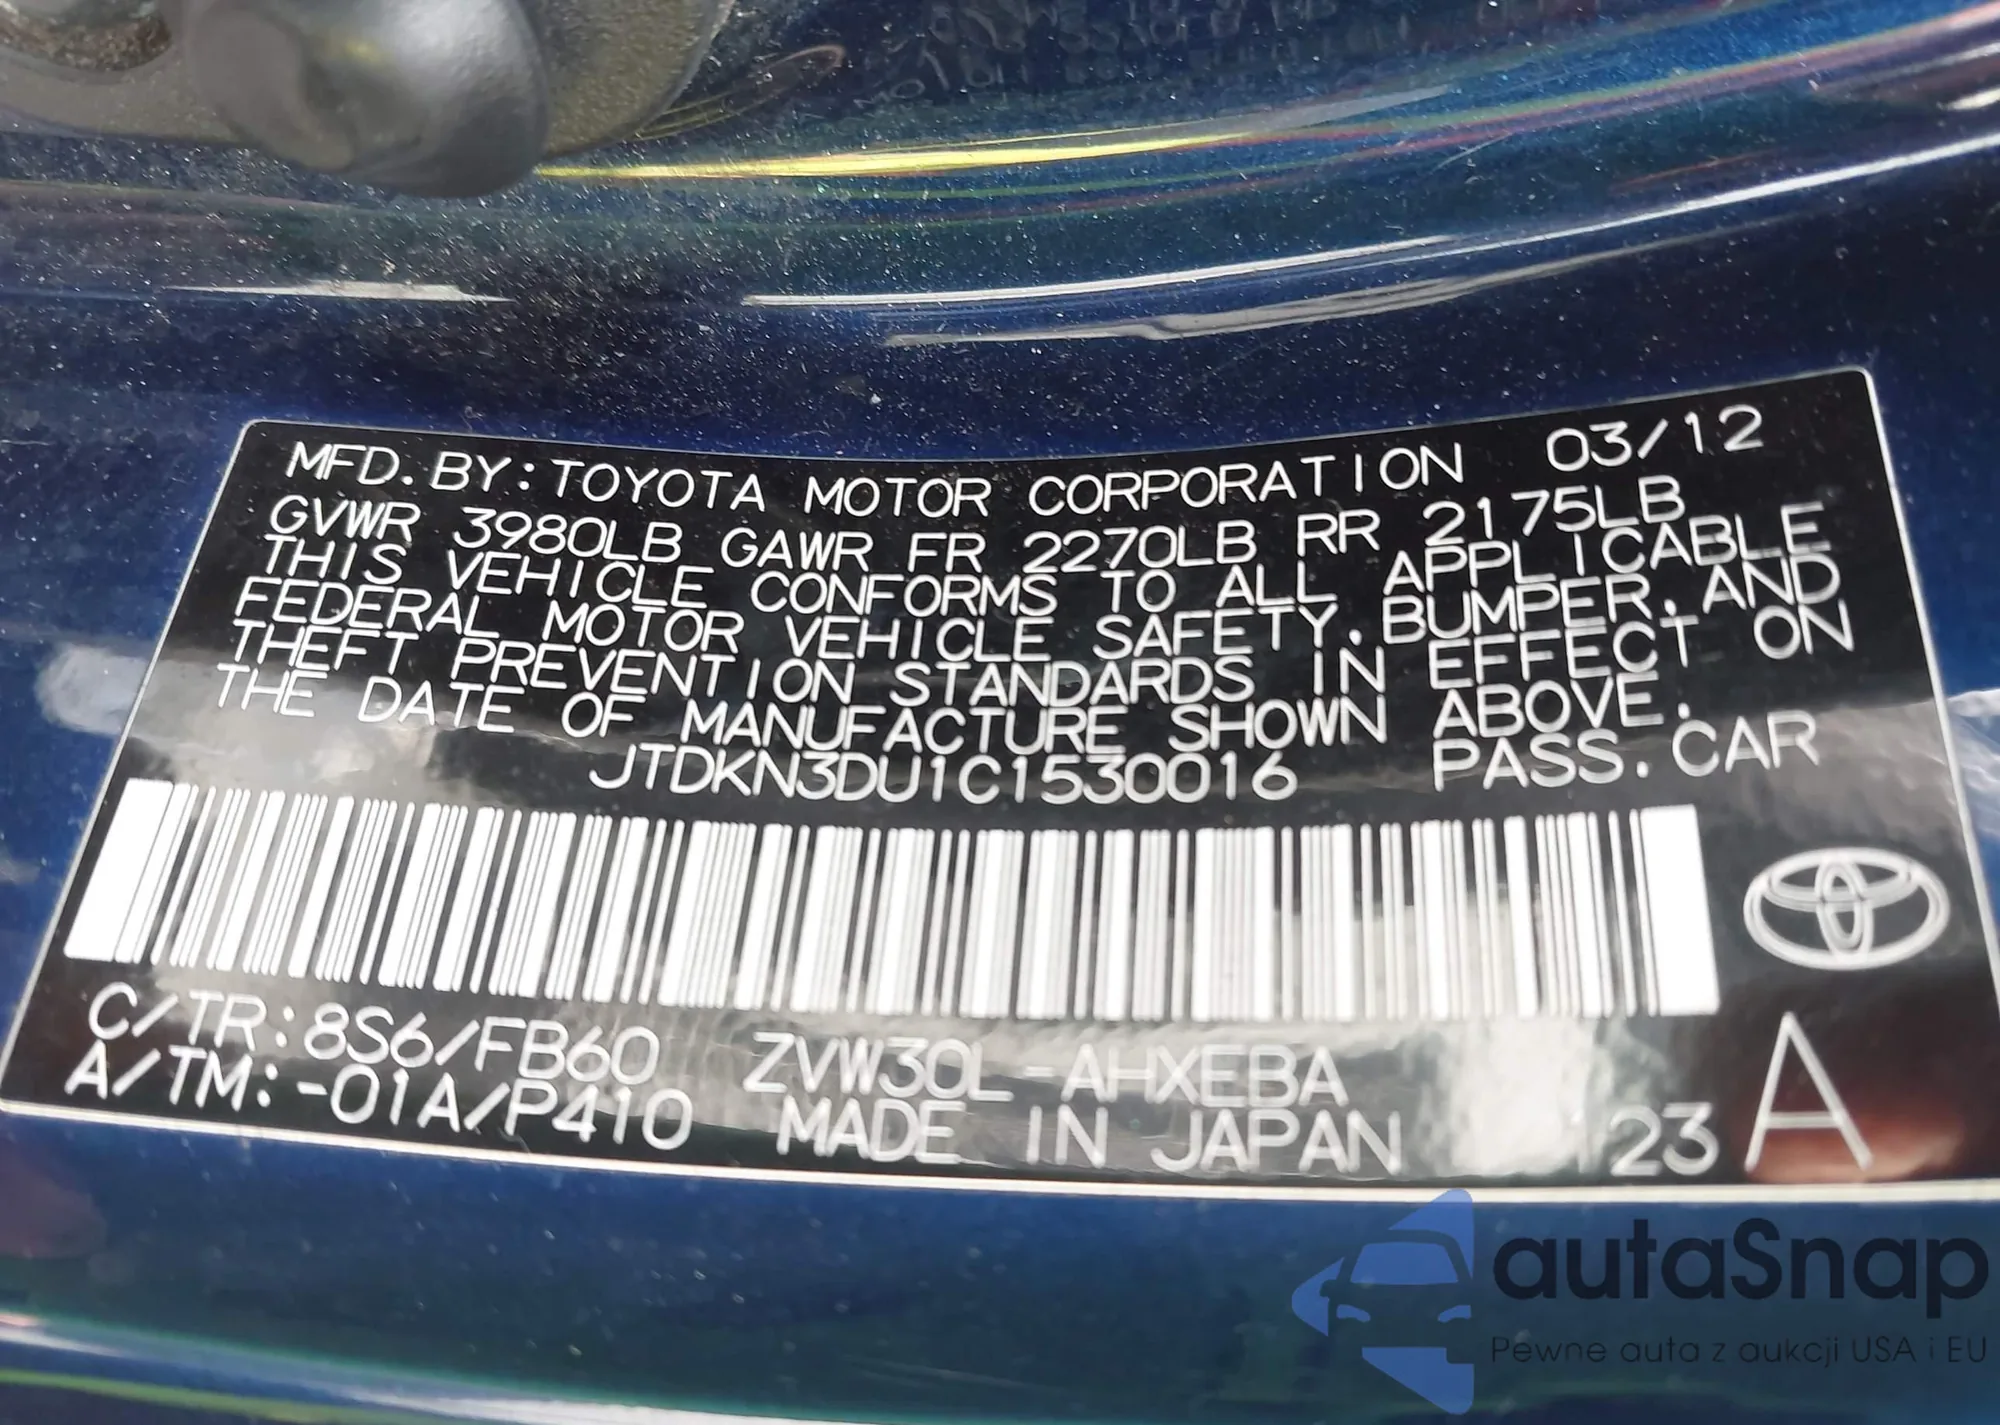 MFD. BY: TOYOTA MOTOR CORPORATION 03/12
GVWR 3980LB GAWR FR 2270LB RR 2175LB
THIS VEHICLE CONFORMS TO ALL APPLICABLE
FEDERAL MOTOR VEHICLE SAFETY, BUMPER, AND
THEFT PREVENTION STANDARDS IN EFFECT ON
THE DATE OF MANUFACTURE SHOWN ABOVE.
JTDKN3DU1C1530016 PASS. CAR
C/TR: 8S6/FB60 ZVW30L-AHXEBA
A/TM: -01A/P410 MADE IN JAPAN 123 A
autaSnap
Pewne auta z aukcji USA i EU